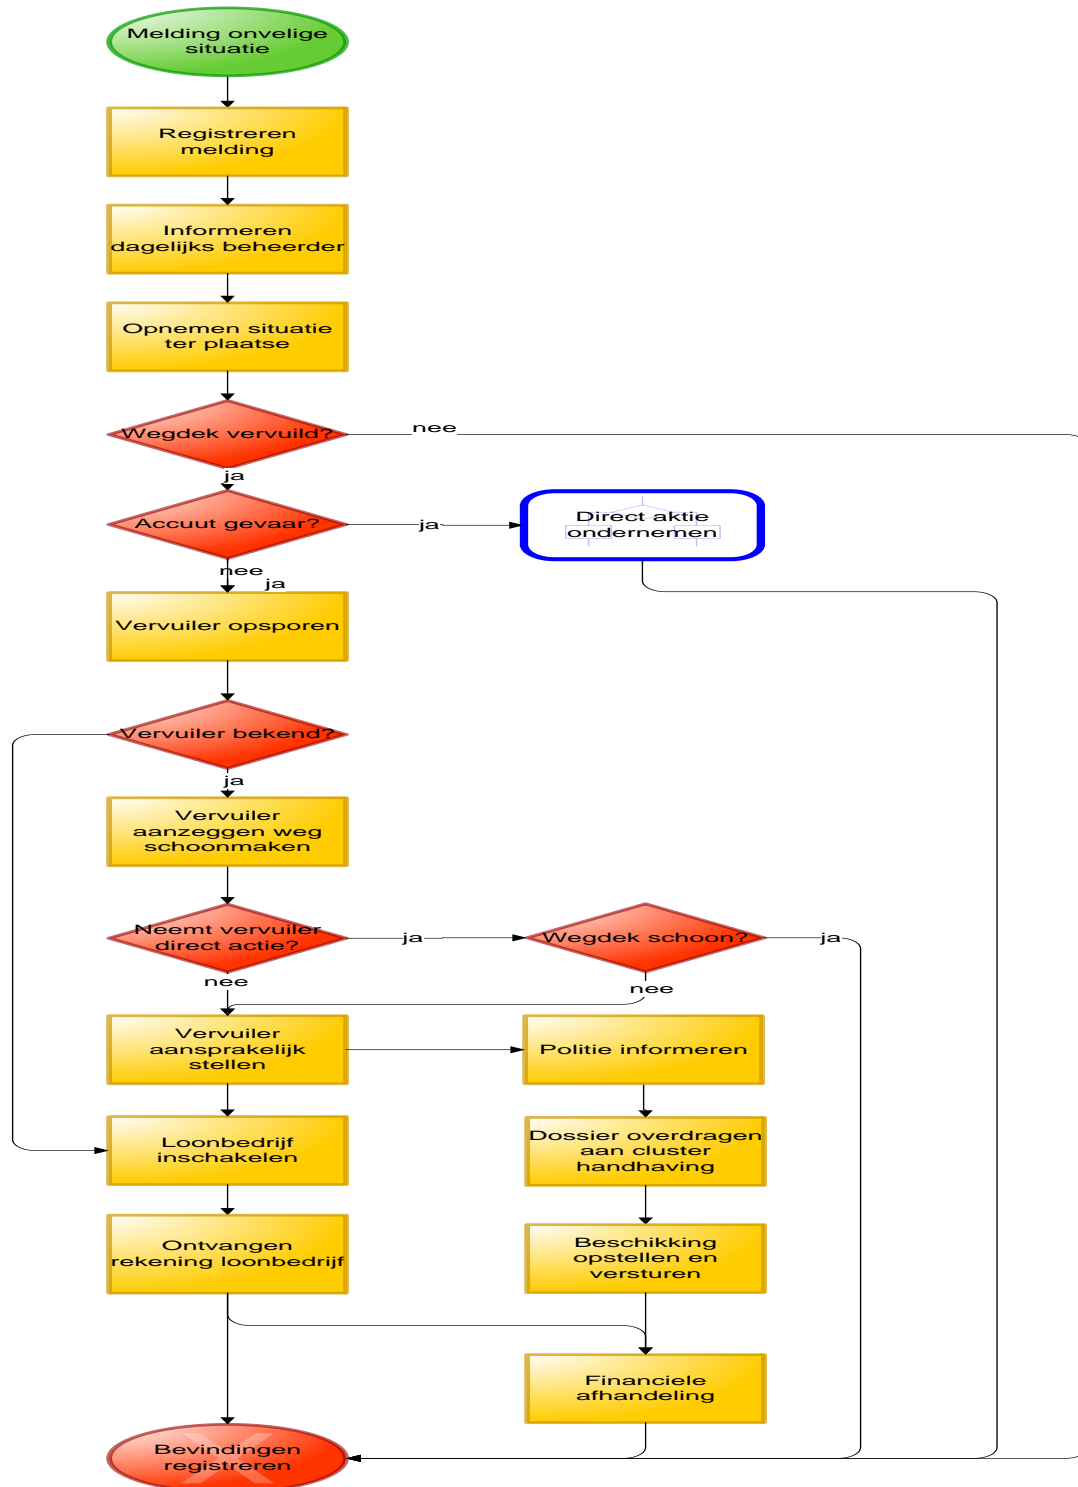 Melding onvelige
situatie
Registreren
melding
Informeren
dagelijks beheerder
Opnemen situatie
ter plaatse
Wegdek vervuild?
nee
ja
Accuut gevaar?
ja
Direct aktie
ondernemen
nee
ja
Vervuiler opsporen
Vervuiler bekend?
ja
Vervuiler
aanzeggen weg
schoonmaken
Neemt vervuiler
direct actie?
ja
Wegdek schoon?
ja
nee
nee
Vervuiler
aansprakelijk
stellen
Politie informeren
Loonbedrijf
inschakelen
Dossier overdragen
aan cluster
handhaving
Ontvangen
rekening loonbedrijf
Beschikking
opstellen en
versturen
Financiele
afhandeling
Bevindingen
registreren